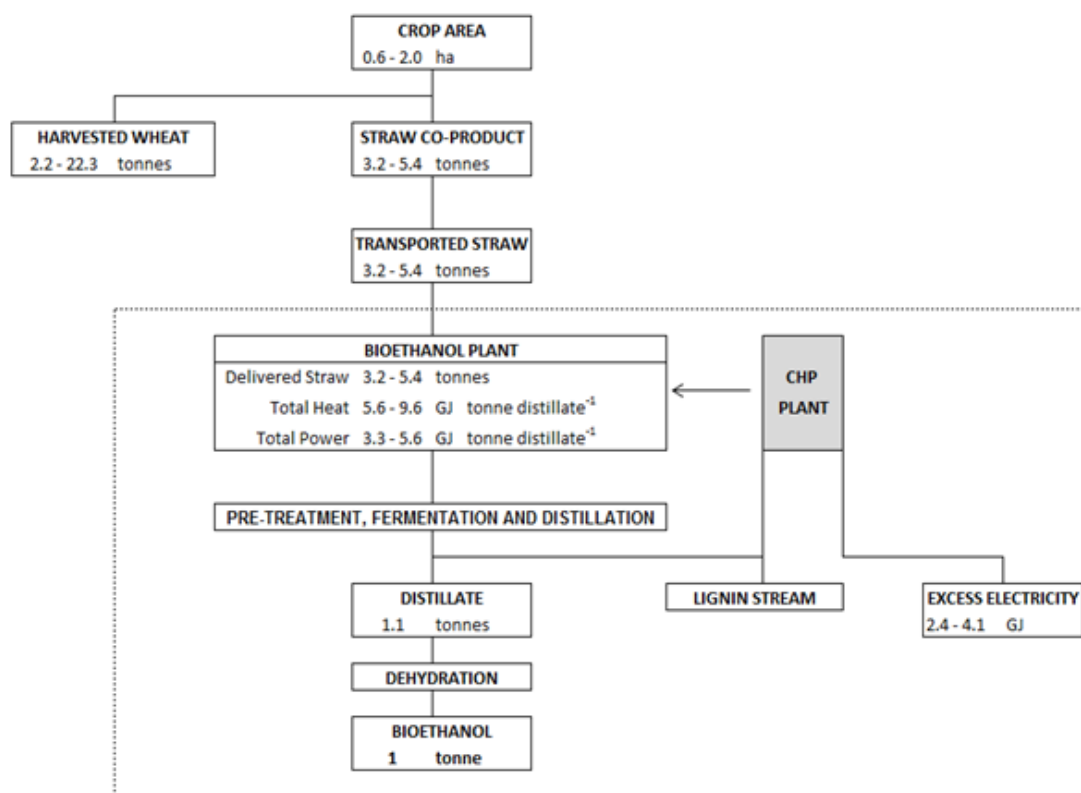 CROP AREA
0.6 - 2.0 ha
HARVESTED WHEAT
2.2 - 22.3 tonnes
STRAW CO-PRODUCT
3.2 - 5.4 tonnes
TRANSPORTED STRAW
3.2 - 5.4 tonnes
BIOETHANOL PLANT
Delivered Straw 3.2 - 5.4 tonnes
Total Heat 5.6 - 9.6 GJ tonne distillate⁻¹
Total Power 3.3 - 5.6 GJ tonne distillate⁻¹
CHP
PLANT
PRE-TREATMENT, FERMENTATION AND DISTILLATION
DISTILLATE
1.1 tonnes
LIGNIN STREAM
EXCESS ELECTRICITY
2.4 - 4.1 GJ
DEHYDRATION
BIOETHANOL
1 tonne